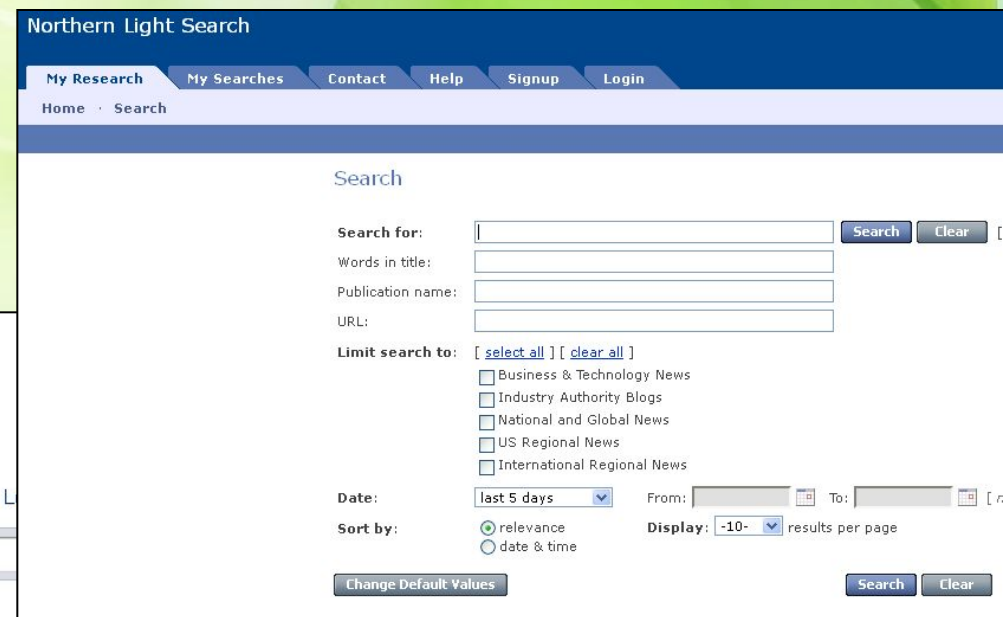 Northern Light Search
My Research My Searches Contact Help Signup Login
Home · Search
Search
Search for: Search Clear [
Words in title:
Publication name:
URL:
Limit search to: [ select all ] [ clear all ]
Business & Technology News
Industry Authority Blogs
National and Global News
US Regional News
International Regional News
Date: last 5 days From: To: [
Sort by: relevance Display: -10- results per page
date & time
Change Default Values Search Clear